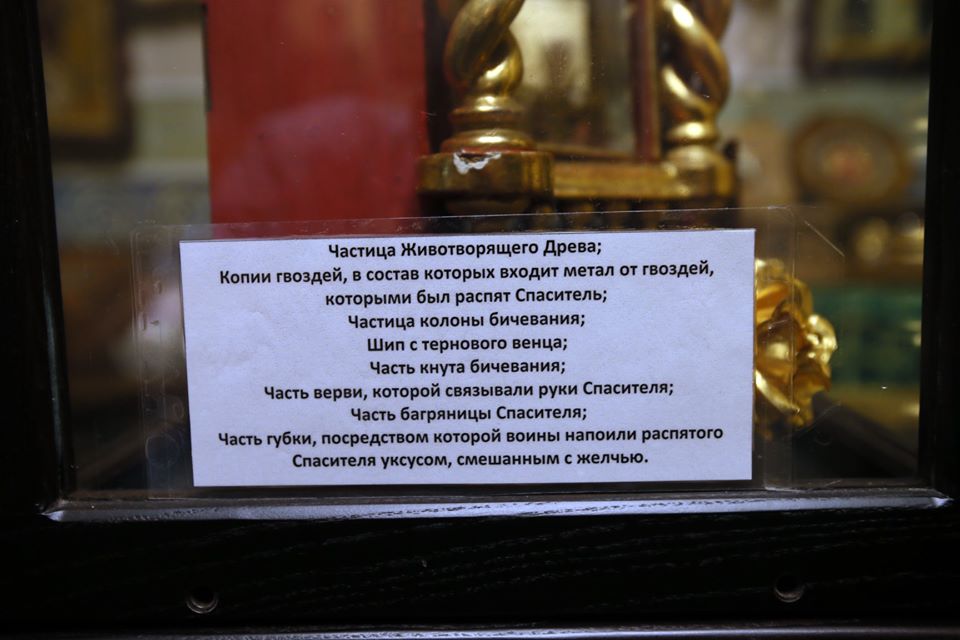 Частица Животворящего Древа;
Копии гвоздей, в состав которых входит метал от гвоздей,
которыми был распят Спаситель;
Частица колоны бичевания;
Шип с тернового венца;
Часть кнута бичевания;
Часть верви, которой связывали руки Спасителя;
Часть багряницы Спасителя;
Часть губки, посредством которой воины напоили распятого
Спасителя уксусом, смешанным с желчью.